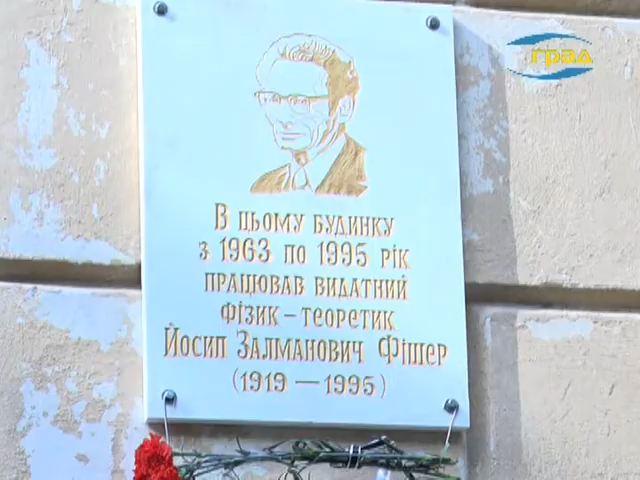 град
В цьому будинку
з 1963 по 1995 рік
працював видатний
фізик – теоретик
Йосип Залманович Фішер
(1919 – 1995)